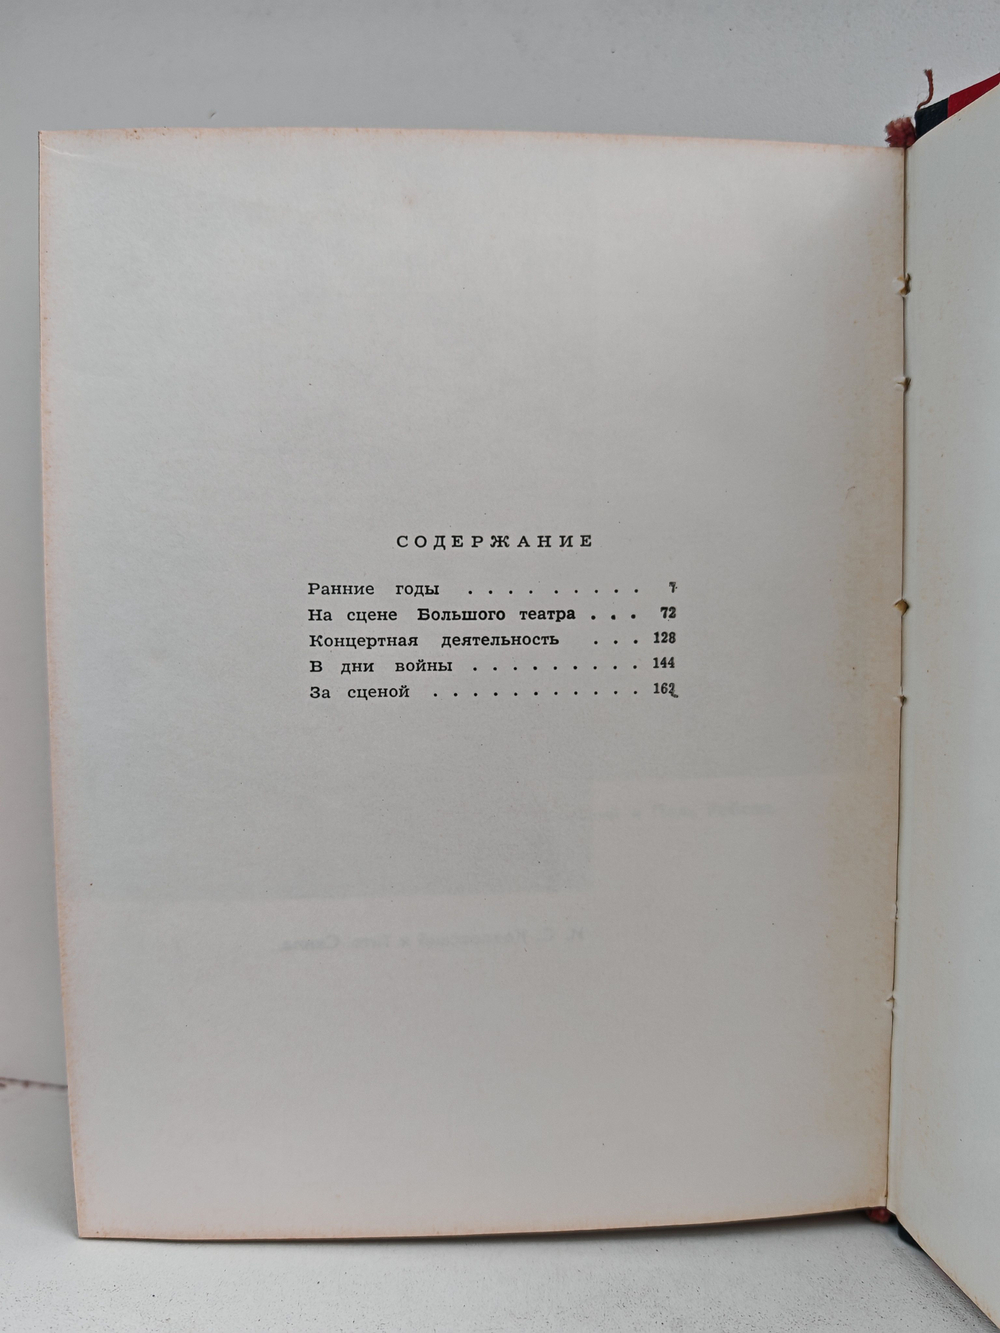 СОДЕРЖАНИЕ
Ранние годы . . . . . . . . . 7
На сцене Большого театра . . . 72
Концертная деятельность . . . 128
В дни войны . . . . . . . . . 144
За сценой . . . . . . . . . . . 162